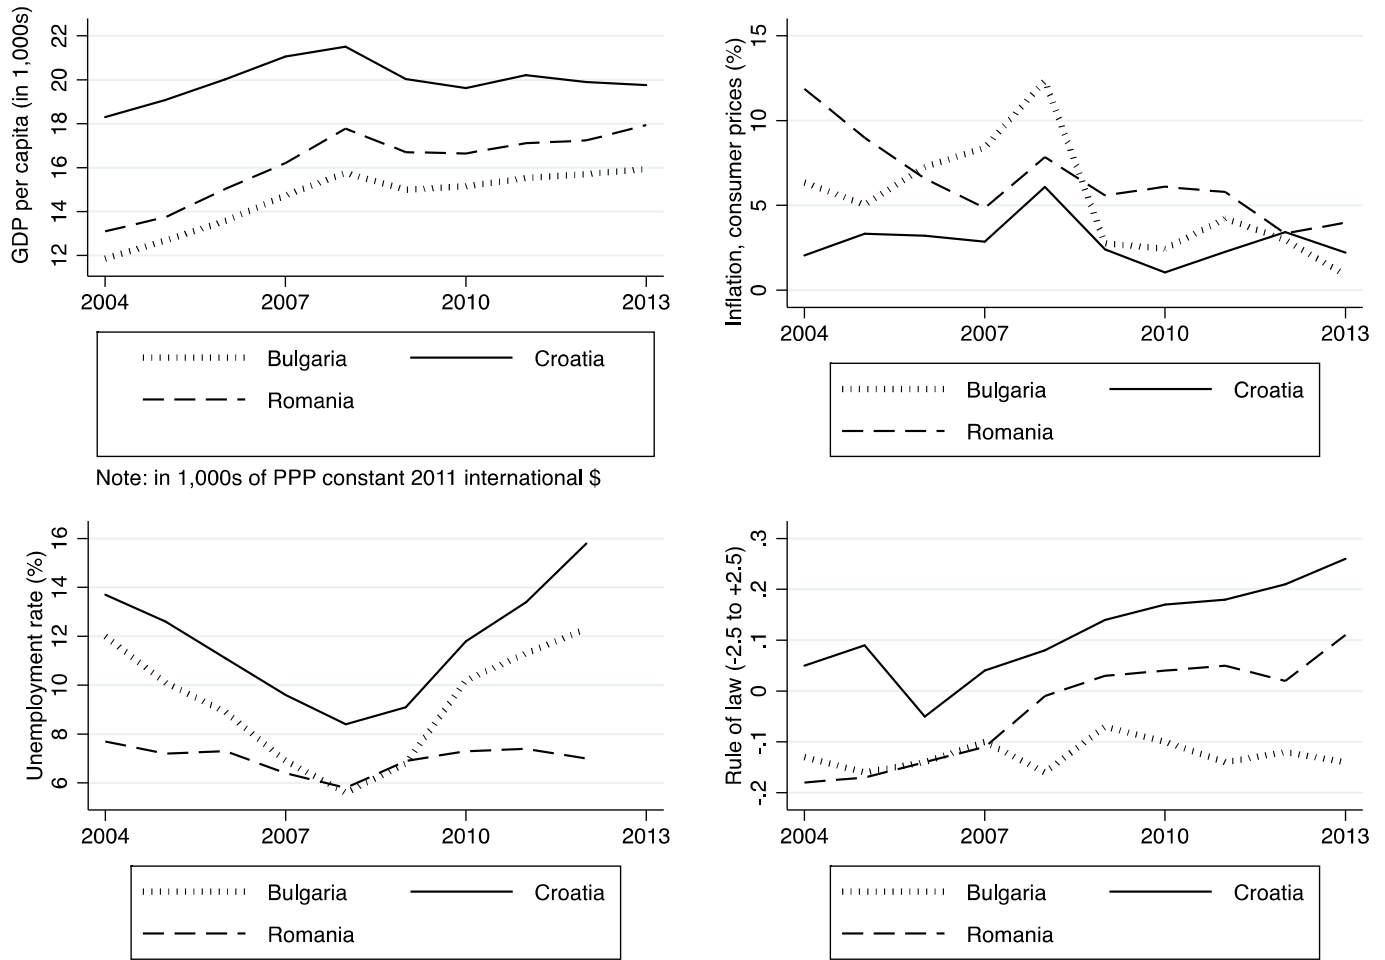 GDP per capita (in 1,000s)
22
20
18
16
14
12
2004 2007 2010 2013
Bulgaria Croatia
Romania
Note: in 1,000s of PPP constant 2011 international $
Inflation, consumer prices (%)
15
10
5
0
2004 2007 2010 2013
Bulgaria Croatia
Romania
Unemployment rate (%)
16
14
12
10
8
6
2004 2007 2010 2013
Bulgaria Croatia
Romania
Rule of law (-2.5 to +2.5)
.3
.2
.1
0
-.1
-.2
2004 2007 2010 2013
Bulgaria Croatia
Romania